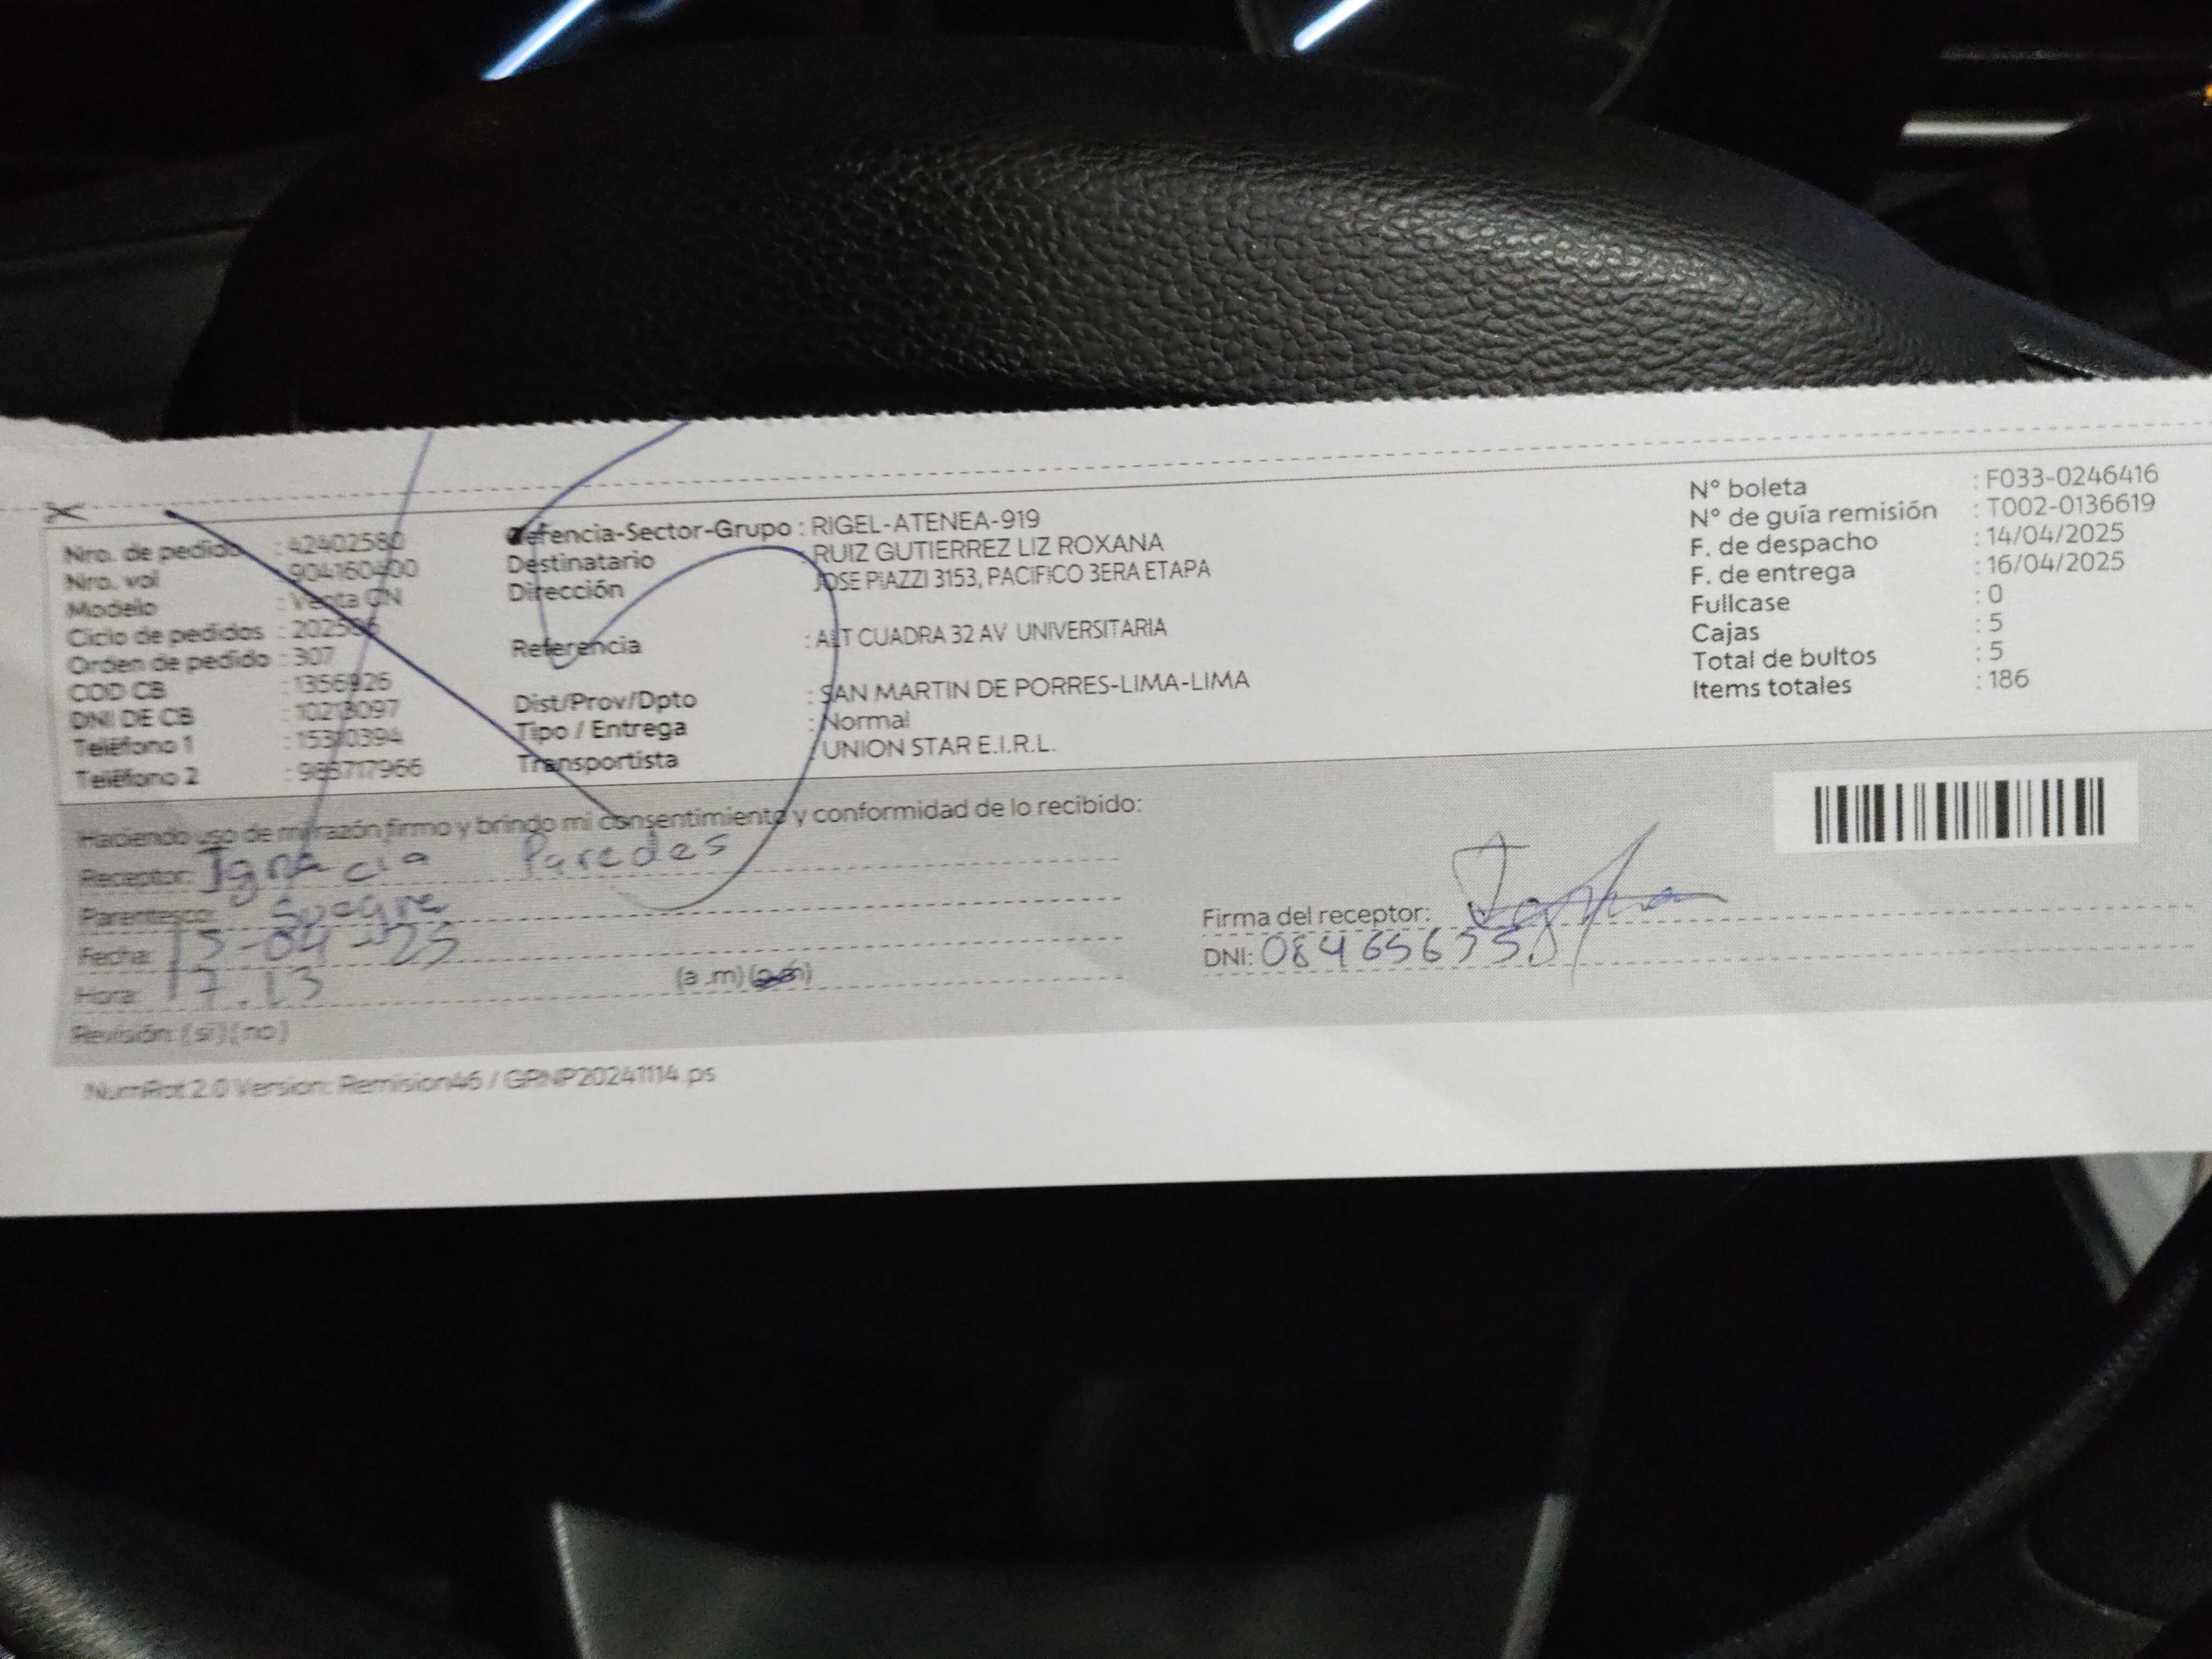 Nro. de pedido : 42402580
Nro. vol : 904160400
Modelo : Venta CN
Ciclo de pedidos : 202506
Orden de pedido : 307
COD CB : 1356926
DNI DE CB : 10213097
Teléfono 1 : 15310394
Teléfono 2 : 983717966
Refencia-Sector-Grupo : RIGEL-ATENEA-919
Destinatario : RUIZ GUTIERREZ LIZ ROXANA
Dirección JOSE PIAZZI 3153, PACIFICO 3ERA ETAPA
Referencia : ALT CUADRA 32 AV UNIVERSITARIA
Dist/Prov/Dpto : SAN MARTIN DE PORRES-LIMA-LIMA
Tipo / Entrega : Normal
Transportista UNION STAR E.I.R.L.
N° boleta : F033-0246416
N° de guía remisión : T002-0136619
F. de despacho : 14/04/2025
F. de entrega : 16/04/2025
Fullcase : 0
Cajas : 5
Total de bultos : 5
Items totales : 186
Haciendo uso de mi razón firmo y brindo mi consentimiento y conformidad de lo recibido:
Receptor: Ignacia Paredes
Parentesco: Suegra
Fecha: 15-04-25
Hora: 17.13 (a.m) (p.m)
Revisión: (si) (no)
Firma del receptor:
DNI:
NumRot 2.0 Version: Remision46 / GRNP20241114.ps